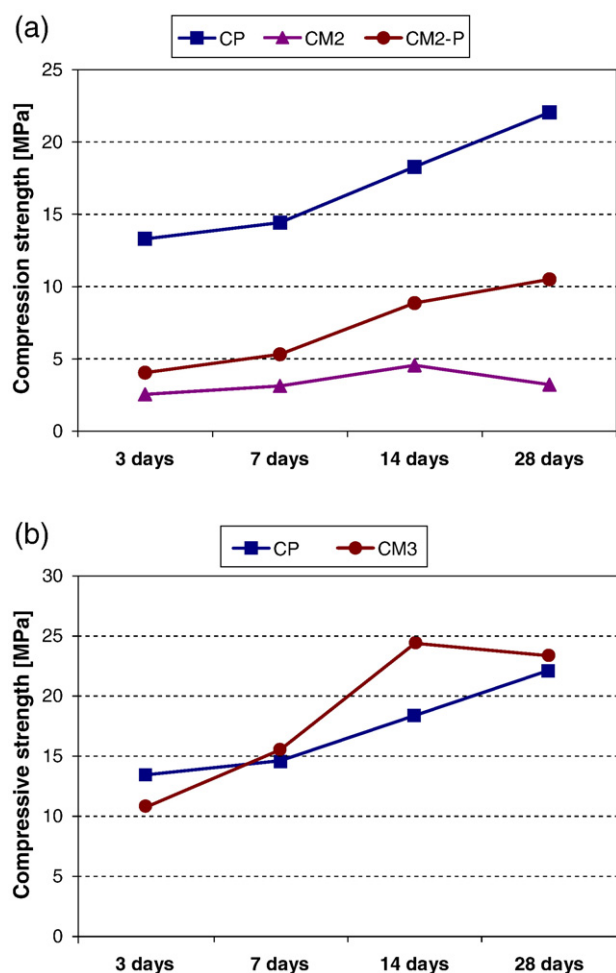 (a)
CP CM2 CM2-P
Compression strength [MPa]
25
20
15
10
5
0
3 days 7 days 14 days 28 days
(b)
CP CM3
Compressive strength [MPa]
30
25
20
15
10
5
0
3 days 7 days 14 days 28 days